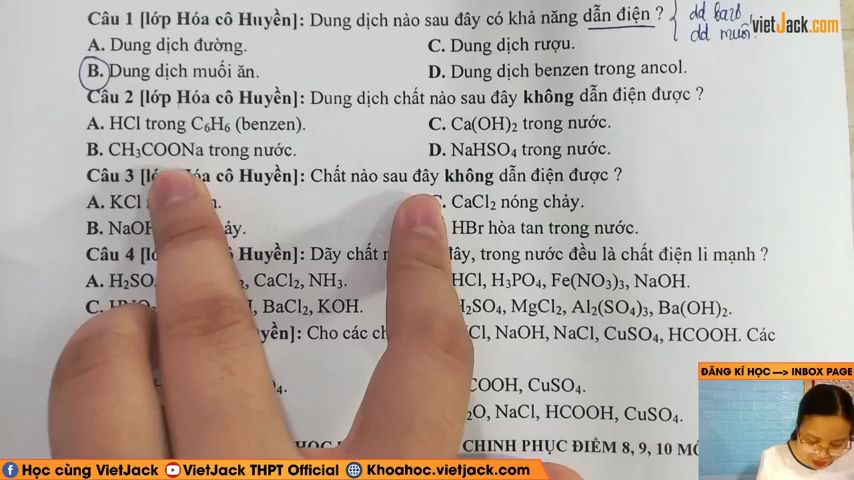 Câu 1 [lớp Hóa cô Huyền]: Dung dịch nào sau đây có khả năng dẫn điện ?
dd bazơ
dd muối
vietJack.com
A. Dung dịch đường.
C. Dung dịch rượu.
B. Dung dịch muối ăn.
D. Dung dịch benzen trong ancol.
Câu 2 [lớp Hóa cô Huyền]: Dung dịch chất nào sau đây không dẫn điện được ?
A. HCl trong C₆H₆ (benzen).
C. Ca(OH)₂ trong nước.
B. CH₃COONa trong nước.
D. NaHSO₄ trong nước.
Câu 3 cô Huyền]: Chất nào sau đây không dẫn điện được ?
A. KCl
CaCl₂ nóng chảy.
B. NaOH
HBr hòa tan trong nước.
Câu 4 Huyền]: Dãy chất đây, trong nước đều là chất điện li mạnh ?
A. H₂SO CaCl₂, NH₃.
HCl, H₃PO₄, Fe(NO₃)₃, NaOH.
C. BaCl₂, KOH.
H₂SO₄, MgCl₂, Al₂(SO₄)₃, Ba(OH)₂.
Cho các NaOH, NaCl, CuSO₄, HCOOH. Các
COOH, CuSO₄.
₂O, NaCl, HCOOH, CuSO₄.
CHINH PHỤC ĐIỂM 8, 9, 10
ĐĂNG KÍ HỌC —> INBOX PAGE
Học cùng VietJack VietJack THPT Official Khoahoc.vietjack.com